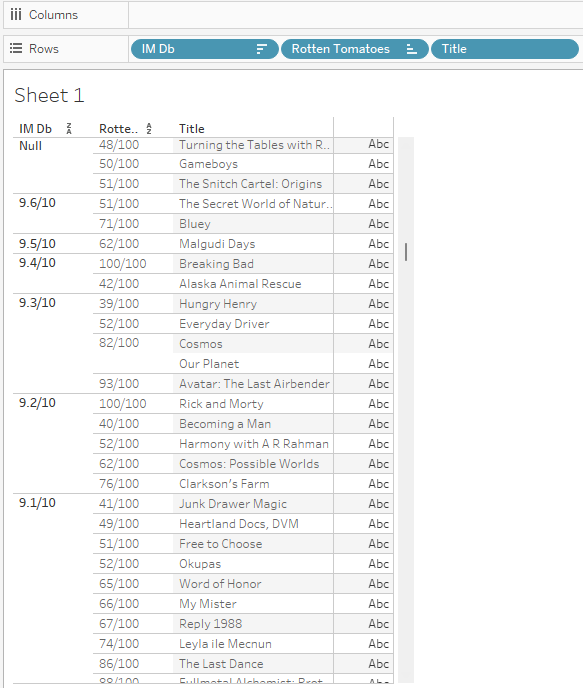 Columns
Rows IM Db Rotten Tomatoes Title
Sheet 1
IM Db Rotte.. Title
Null 48/100 Turning the Tables with R.. Abc
50/100 Gameboys Abc
51/100 The Snitch Cartel: Origins Abc
9.6/10 51/100 The Secret World of Natur.. Abc
71/100 Bluey Abc
9.5/10 62/100 Malgudi Days Abc
9.4/10 100/100 Breaking Bad Abc
42/100 Alaska Animal Rescue Abc
9.3/10 39/100 Hungry Henry Abc
52/100 Everyday Driver Abc
82/100 Cosmos Abc
Our Planet Abc
93/100 Avatar: The Last Airbender Abc
9.2/10 100/100 Rick and Morty Abc
40/100 Becoming a Man Abc
52/100 Harmony with A R Rahman Abc
62/100 Cosmos: Possible Worlds Abc
76/100 Clarkson's Farm Abc
9.1/10 41/100 Junk Drawer Magic Abc
49/100 Heartland Docs, DVM Abc
51/100 Free to Choose Abc
52/100 Okupas Abc
65/100 Word of Honor Abc
66/100 My Mister Abc
67/100 Reply 1988 Abc
74/100 Leyla ile Mecnun Abc
86/100 The Last Dance Abc
88/100 Fullmetal Alchemist: Brot.. Abc